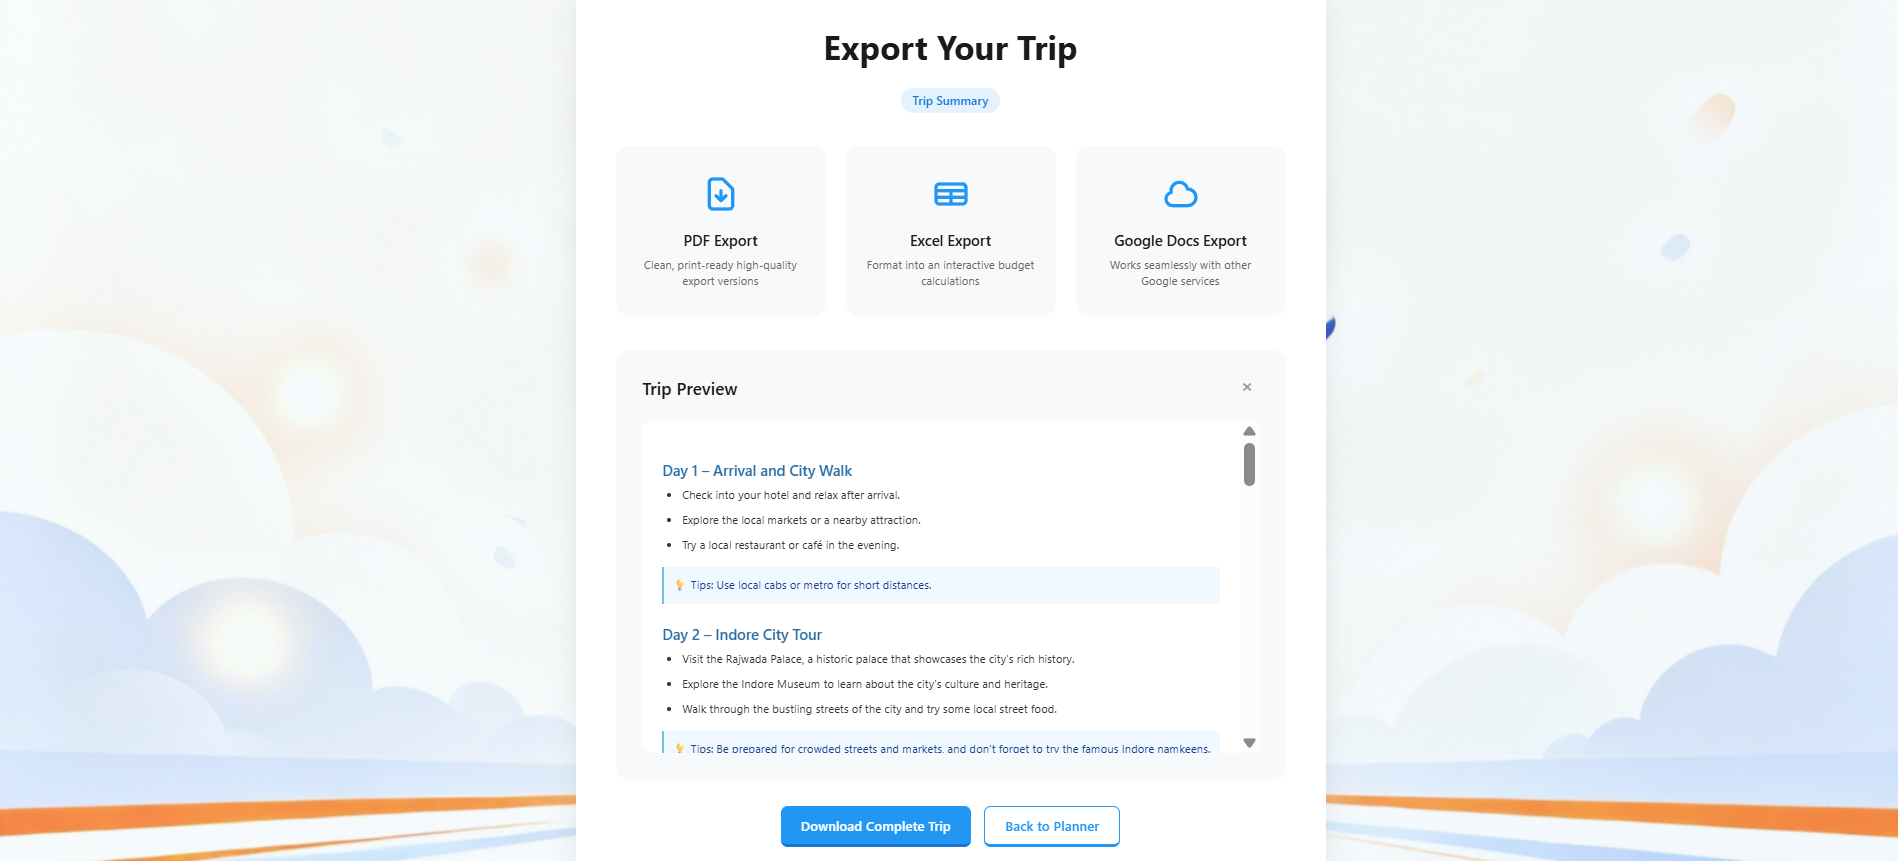 Export Your Trip
Trip Summary
PDF Export
Clean, print-ready high-quality
export versions
Excel Export
Format into an interactive budget
calculations
Google Docs Export
Works seamlessly with other
Google services
Trip Preview
×
Day 1 – Arrival and City Walk
• Check into your hotel and relax after arrival.
• Explore the local markets or a nearby attraction.
• Try a local restaurant or café in the evening.
💡 Tips: Use local cabs or metro for short distances.
Day 2 – Indore City Tour
• Visit the Rajwada Palace, a historic palace that showcases the city's rich history.
• Explore the Indore Museum to learn about the city's culture and heritage.
• Walk through the bustling streets of the city and try some local street food.
💡 Tips: Be prepared for crowded streets and markets, and don't forget to try the famous Indore namkeens.
Download Complete Trip
Back to Planner